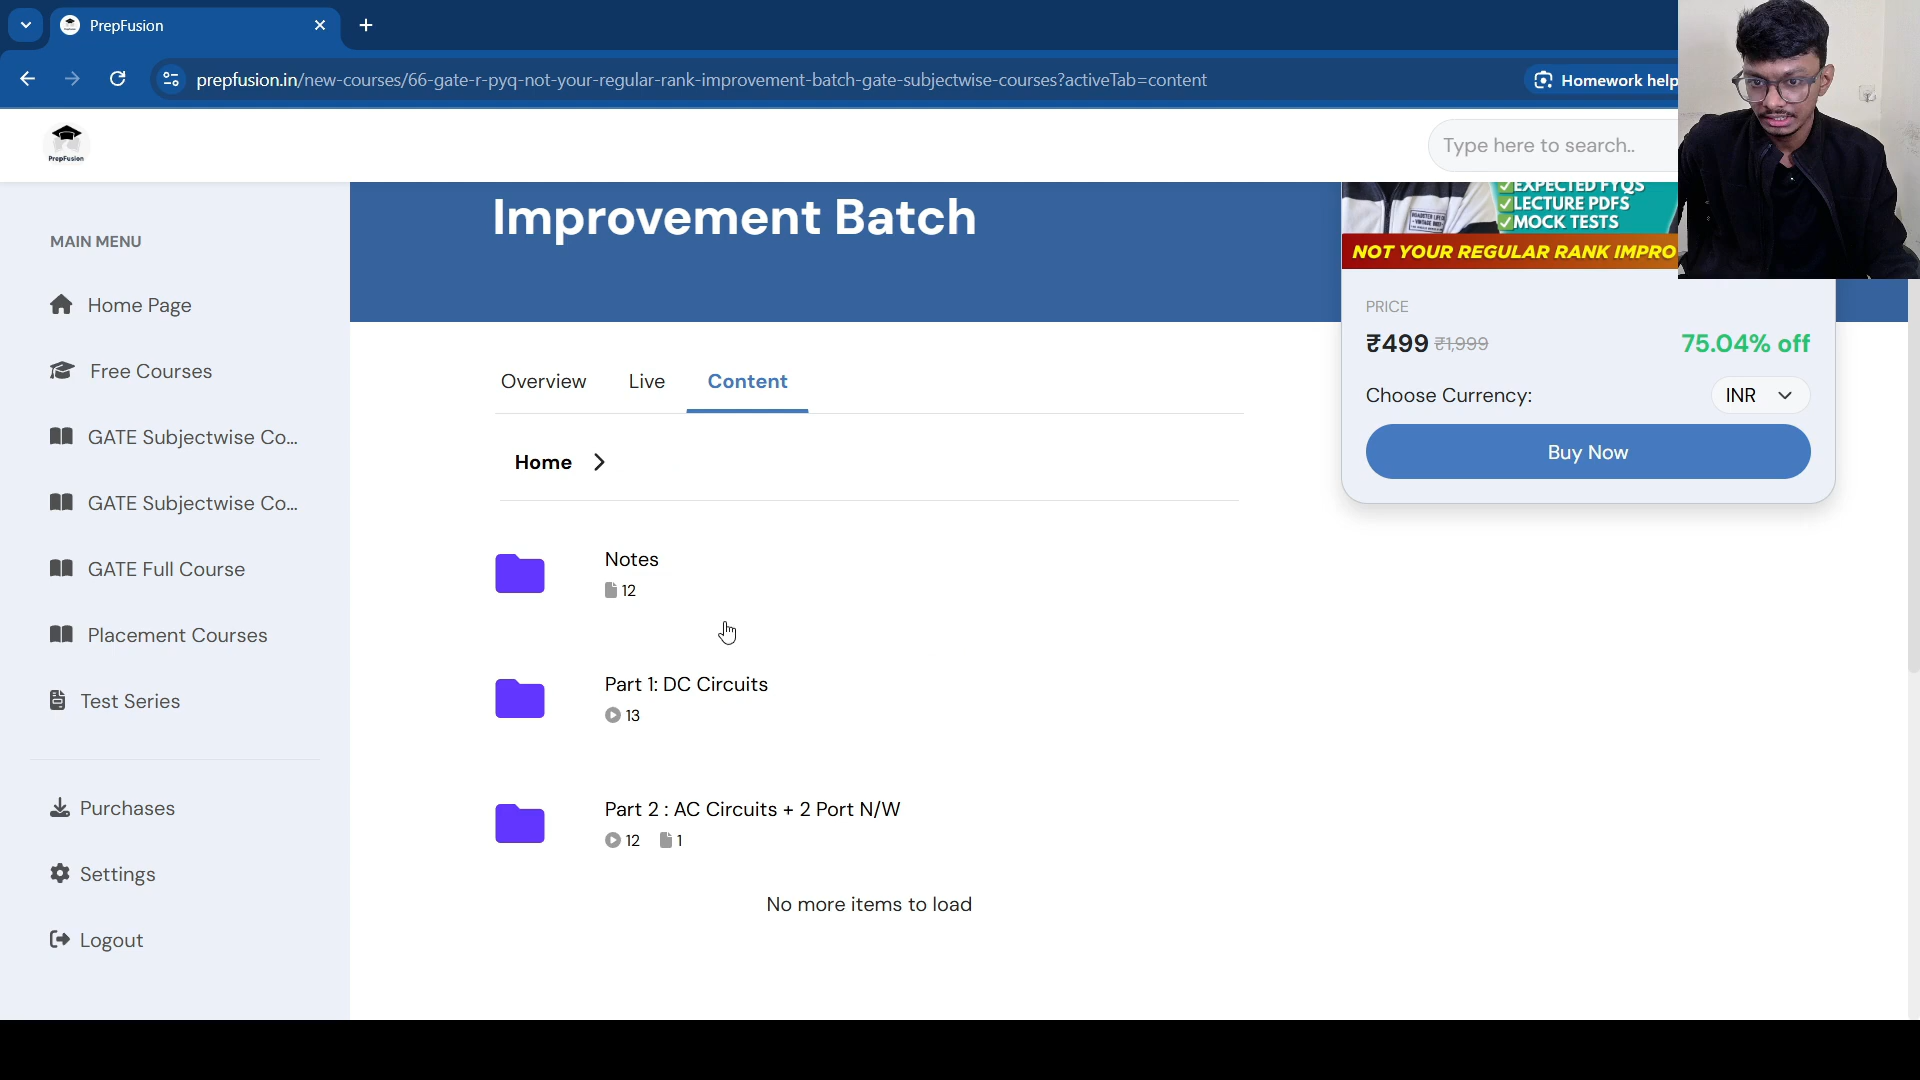 PrepFusion
prepfusion.in/new-courses/66-gate-r-pyq-not-your-regular-rank-improvement-batch-gate-subjectwise-courses?activeTab=content
Homework help
PrepFusion
Type here to search..
MAIN MENU
Home Page
Free Courses
GATE Subjectwise Co...
GATE Subjectwise Co...
GATE Full Course
Placement Courses
Test Series
Purchases
Settings
Logout
Improvement Batch
Overview
Live
Content
Home
Notes
12
Part 1: DC Circuits
13
Part 2 : AC Circuits + 2 Port N/W
12 1
No more items to load
EXPECTED FYQS
LECTURE PDFS
MOCK TESTS
NOT YOUR REGULAR RANK IMPRO
PRICE
₹499 ₹1,999 75.04% off
Choose Currency: INR
Buy Now